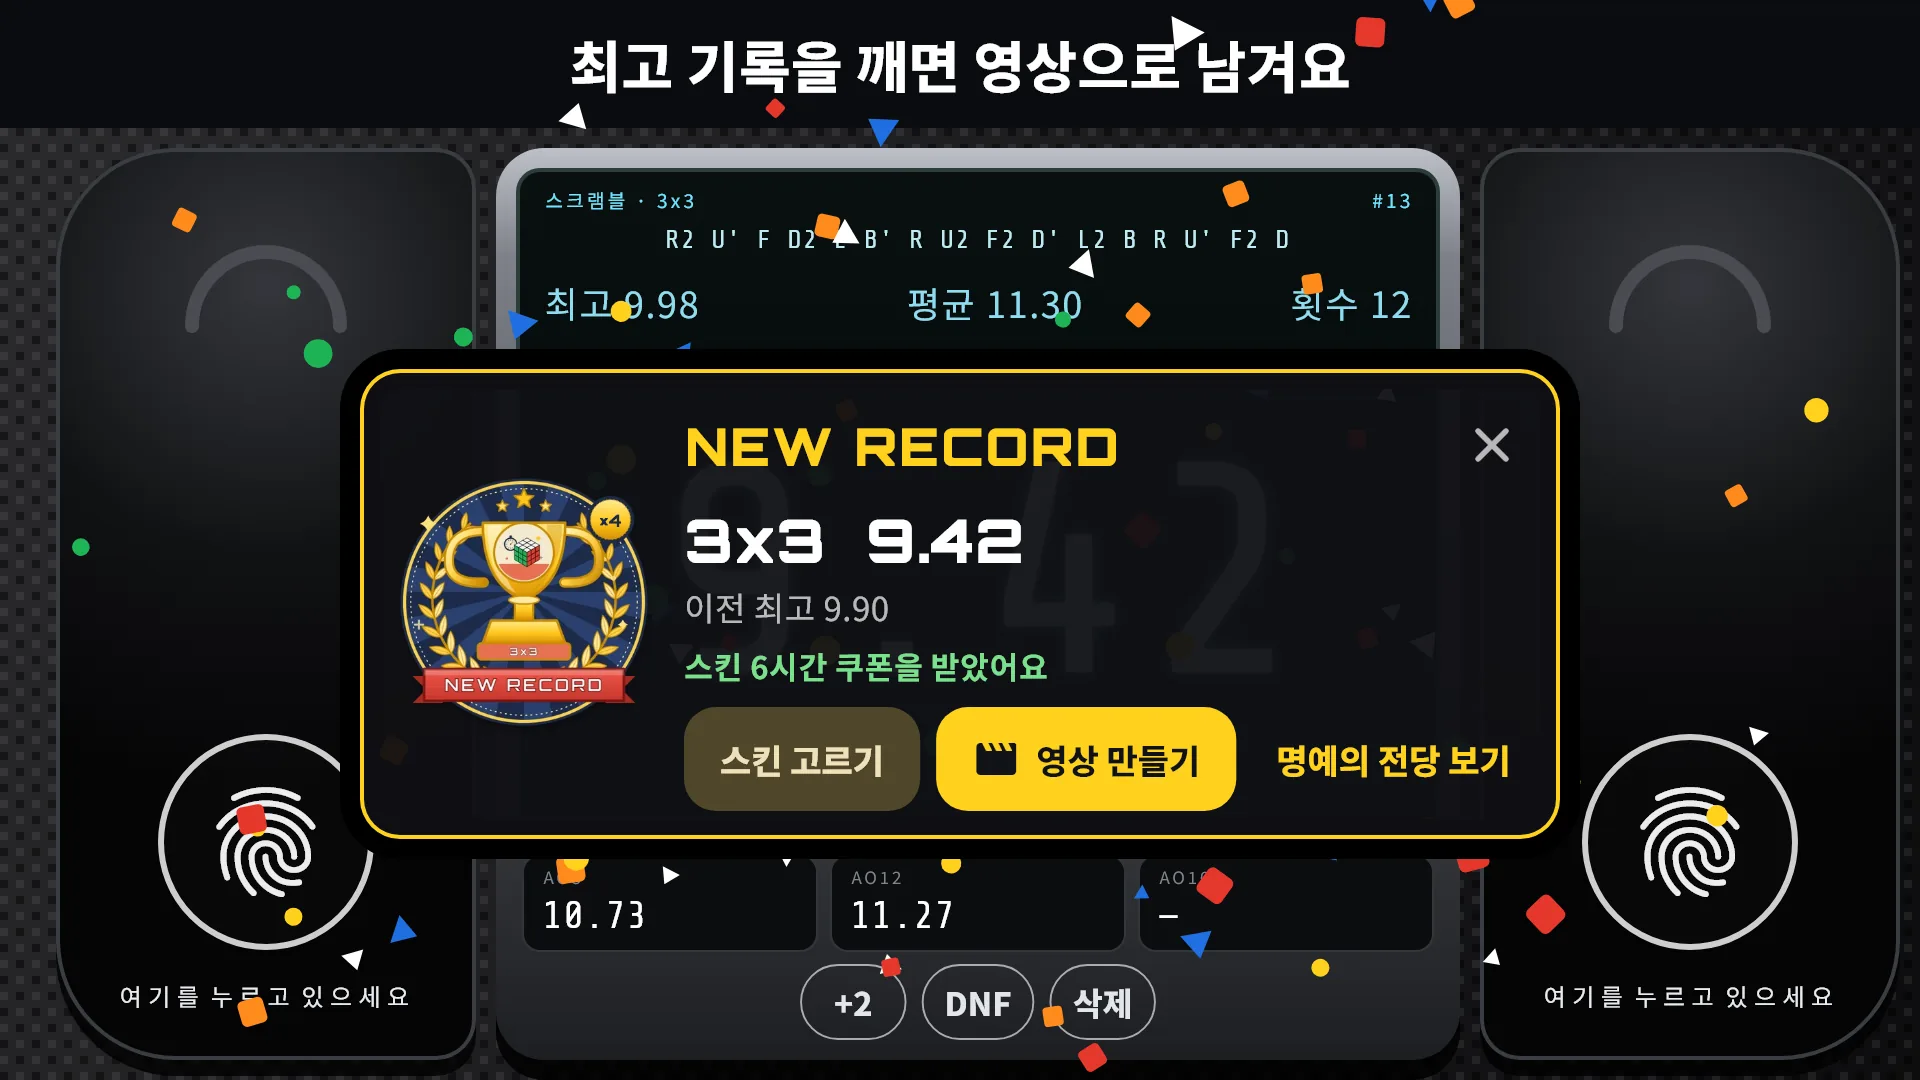 최고 기록을 깨면 영상으로 남겨요
스크램블 · 3x3
#13
R2 U' F D2 B' R U2 F2 D' L2 B R U' F2 D
최고 9.98
평균 11.30
횟수 12
NEW RECORD
3x3 9.42
이전 최고 9.90
스킨 6시간 쿠폰을 받았어요
x4
3x3
NEW RECORD
스킨 고르기
영상 만들기
명예의 전당 보기
10.73
AO12
11.27
–
+2
DNF
삭제
여기를 누르고 있으세요
여기를 누르고 있으세요